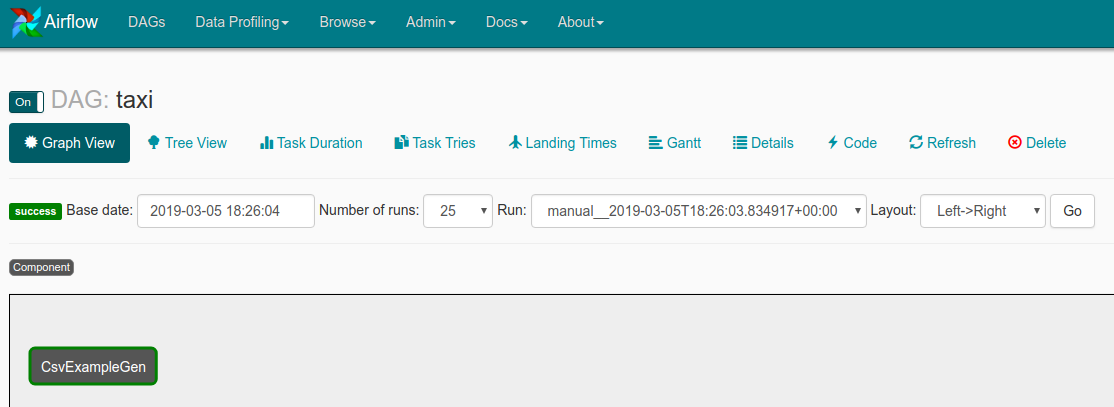 Airflow DAGs Data Profiling Browse Admin Docs About
On DAG: taxi
Graph View Tree View Task Duration Task Tries Landing Times Gantt Details Code Refresh Delete
success Base date: 2019-03-05 18:26:04 Number of runs: 25 Run: manual__2019-03-05T18:26:03.834917+00:00 Layout: Left->Right Go
Component
CsvExampleGen